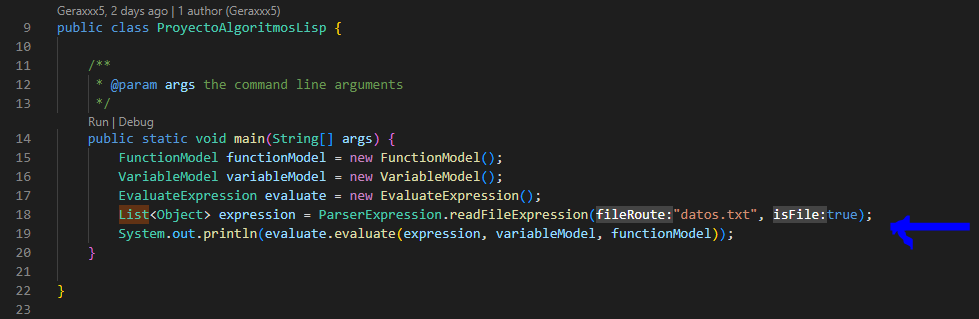 Geraxxx5, 2 days ago | 1 author (Geraxxx5)
9 public class ProyectoAlgoritmosLisp {
10
11 /**
12 * @param args the command line arguments
13 */
Run | Debug
14 public static void main(String[] args) {
15 FunctionModel functionModel = new FunctionModel();
16 VariableModel variableModel = new VariableModel();
17 EvaluateExpression evaluate = new EvaluateExpression();
18 List<Object> expression = ParserExpression.readFileExpression(fileRoute:"datos.txt", isFile:true);
19 System.out.println(evaluate.evaluate(expression, variableModel, functionModel));
20 }
21
22 }
23